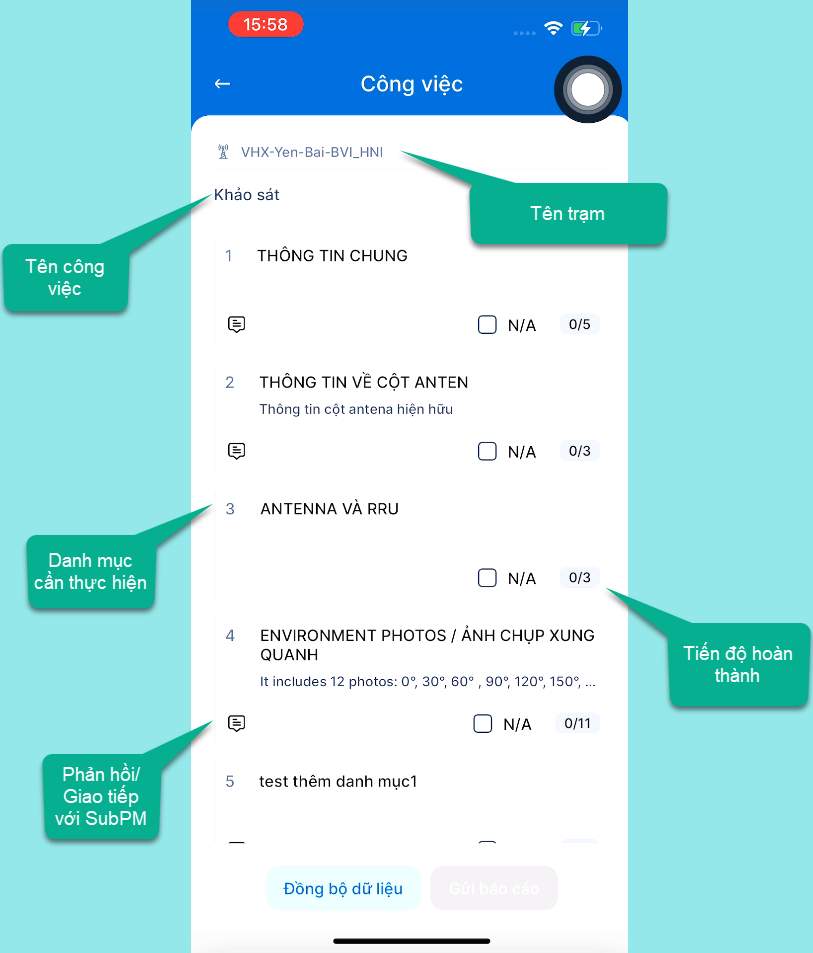 15:58
Công việc
VHX-Yen-Bai-BVI_HNI
Tên trạm
Khảo sát
Tên công
việc
1 THÔNG TIN CHUNG
N/A 0/5
2 THÔNG TIN VỀ CỘT ANTEN
Thông tin cột antena hiện hữu
N/A 0/3
3 ANTENNA VÀ RRU
Danh mục
cần thực hiện
N/A 0/3
4 ENVIRONMENT PHOTOS / ẢNH CHỤP XUNG
QUANH
It includes 12 photos: 0°, 30°, 60° , 90°, 120°, 150°, ...
Tiến độ hoàn
thành
N/A 0/11
Phản hồi/
Giao tiếp
với SubPM
5 test thêm danh mục1
Đồng bộ dữ liệu
Gửi báo cáo